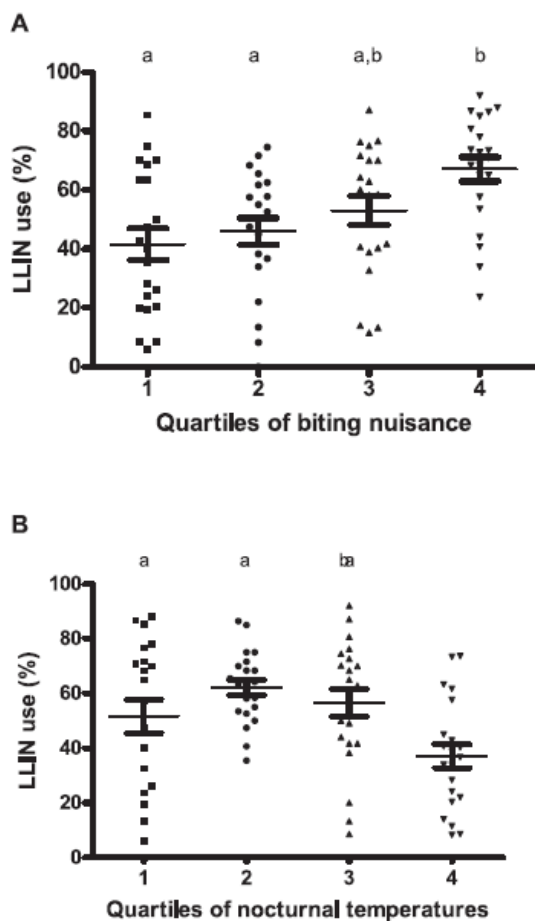 A
a a a,b b
100
80
60
40
20
0
LLIN use (%)
1 2 3 4
Quartiles of biting nuisance
B
a a ba
100
80
60
40
20
0
LLIN use (%)
1 2 3 4
Quartiles of nocturnal temperatures